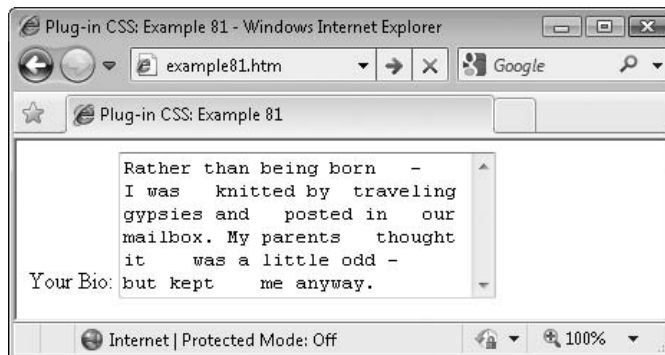 Plug-in CSS: Example 81 - Windows Internet Explorer
example81.htm
Google
Plug-in CSS: Example 81
Rather than being born   -
I was   knitted by  traveling
gypsies and   posted in   our
mailbox. My parents   thought
it    was a little odd -
but kept    me anyway.
Your Bio:
Internet | Protected Mode: Off
100%